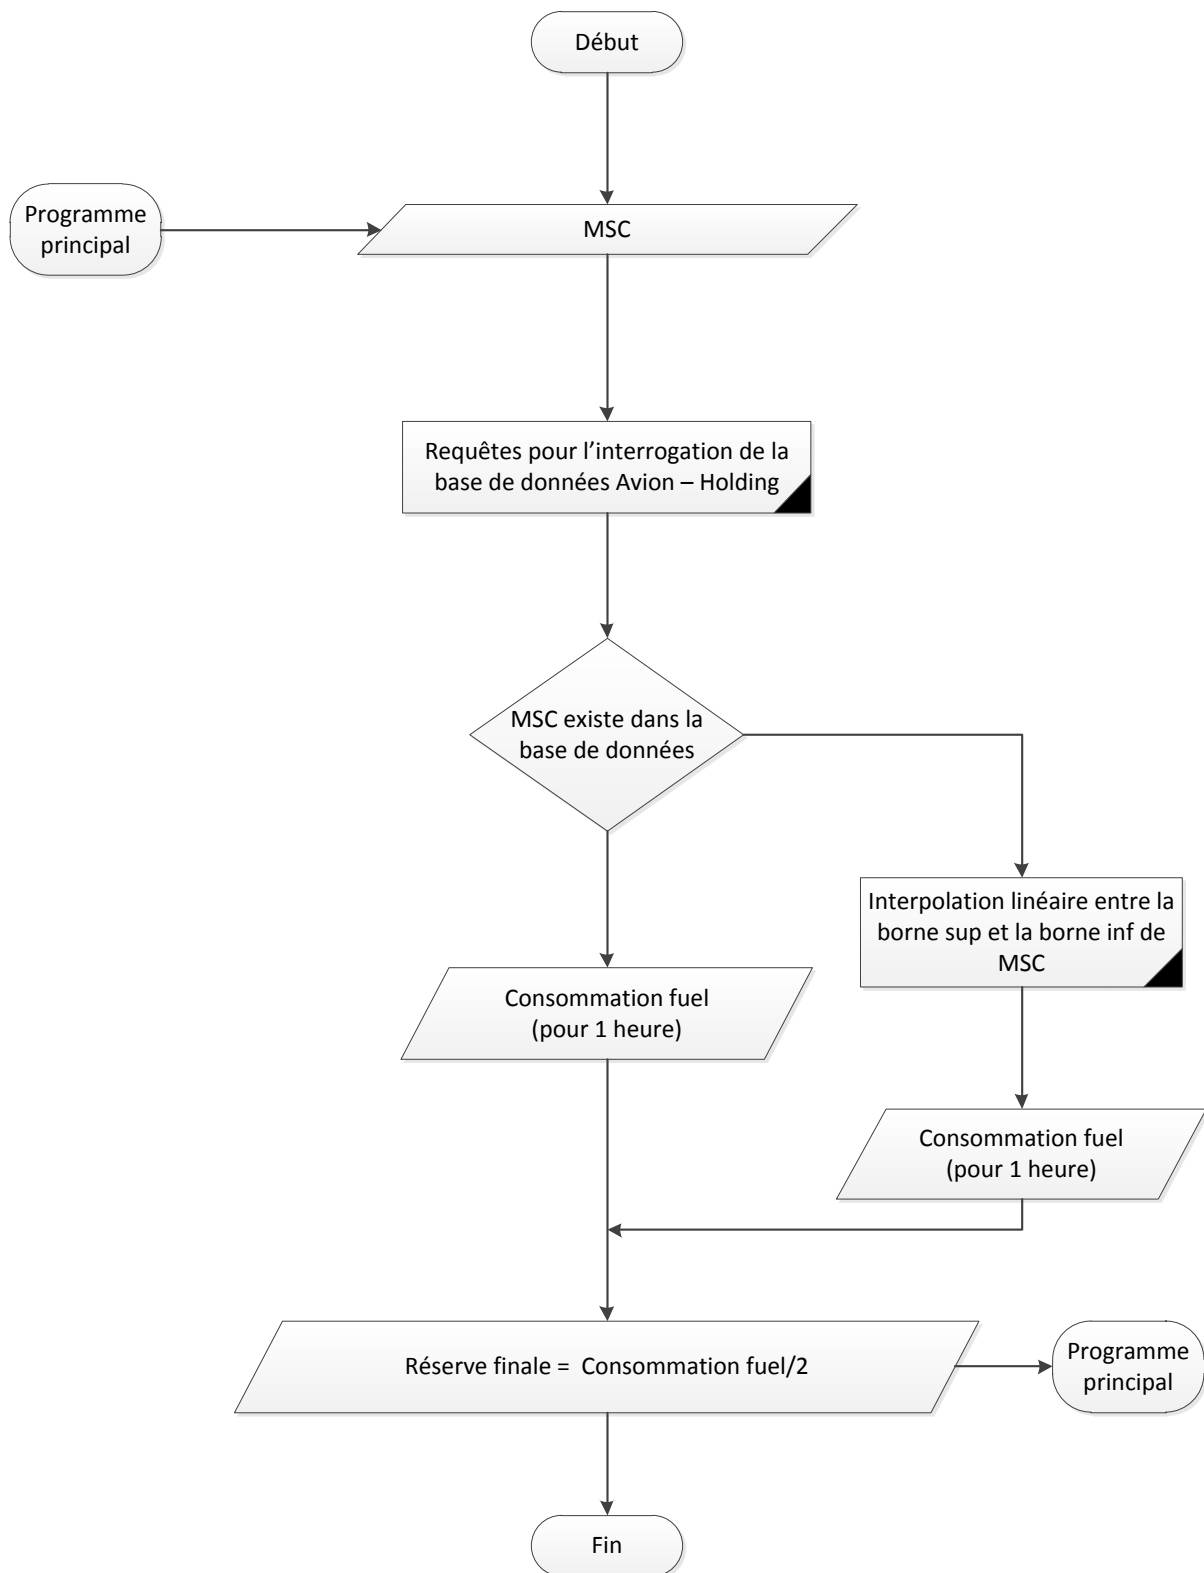 Début
Programme
principal
MSC
Requêtes pour l’interrogation de la
base de données Avion – Holding
MSC existe dans la
base de données
Interpolation linéaire entre la
borne sup et la borne inf de
MSC
Consommation fuel
(pour 1 heure)
Consommation fuel
(pour 1 heure)
Réserve finale =  Consommation fuel/2
Programme
principal
Fin